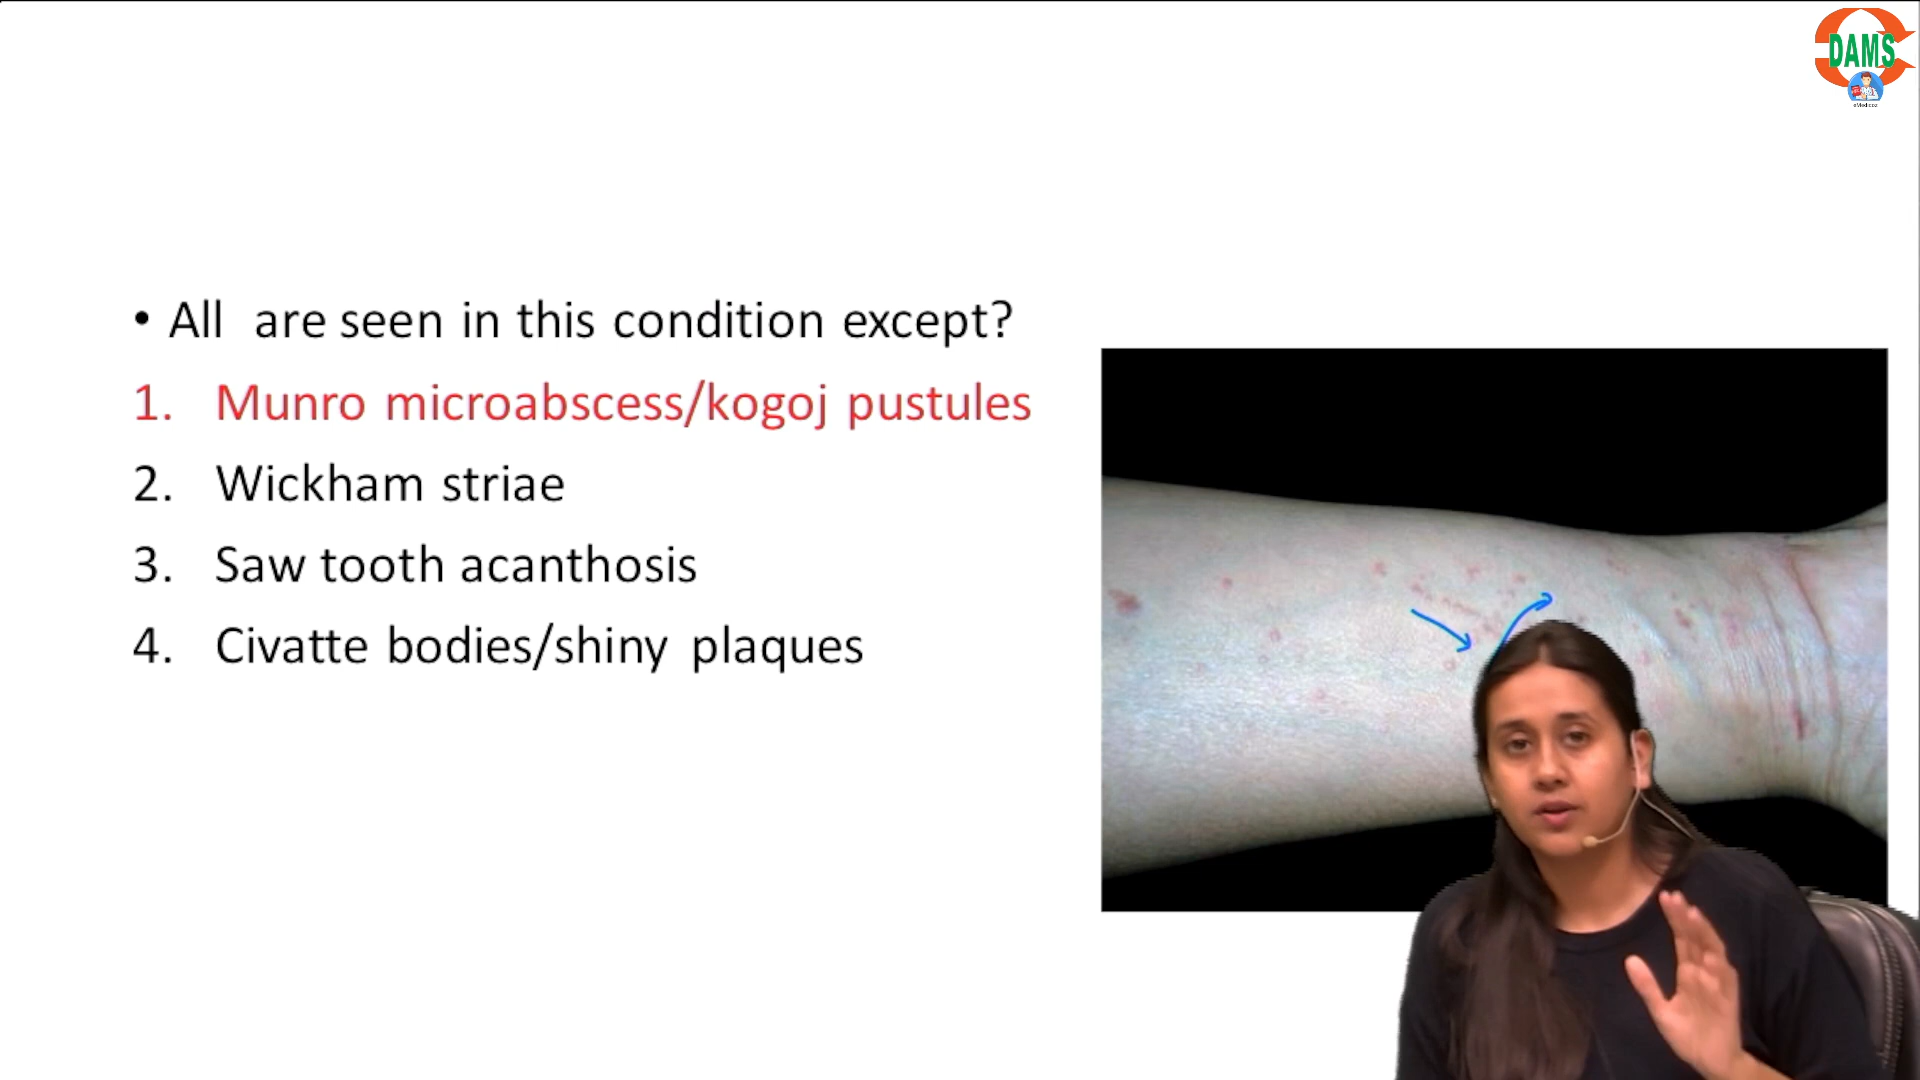 DAMS
eMedicoz
• All are seen in this condition except?
1. Munro microabscess/kogoj pustules
2. Wickham striae
3. Saw tooth acanthosis
4. Civatte bodies/shiny plaques